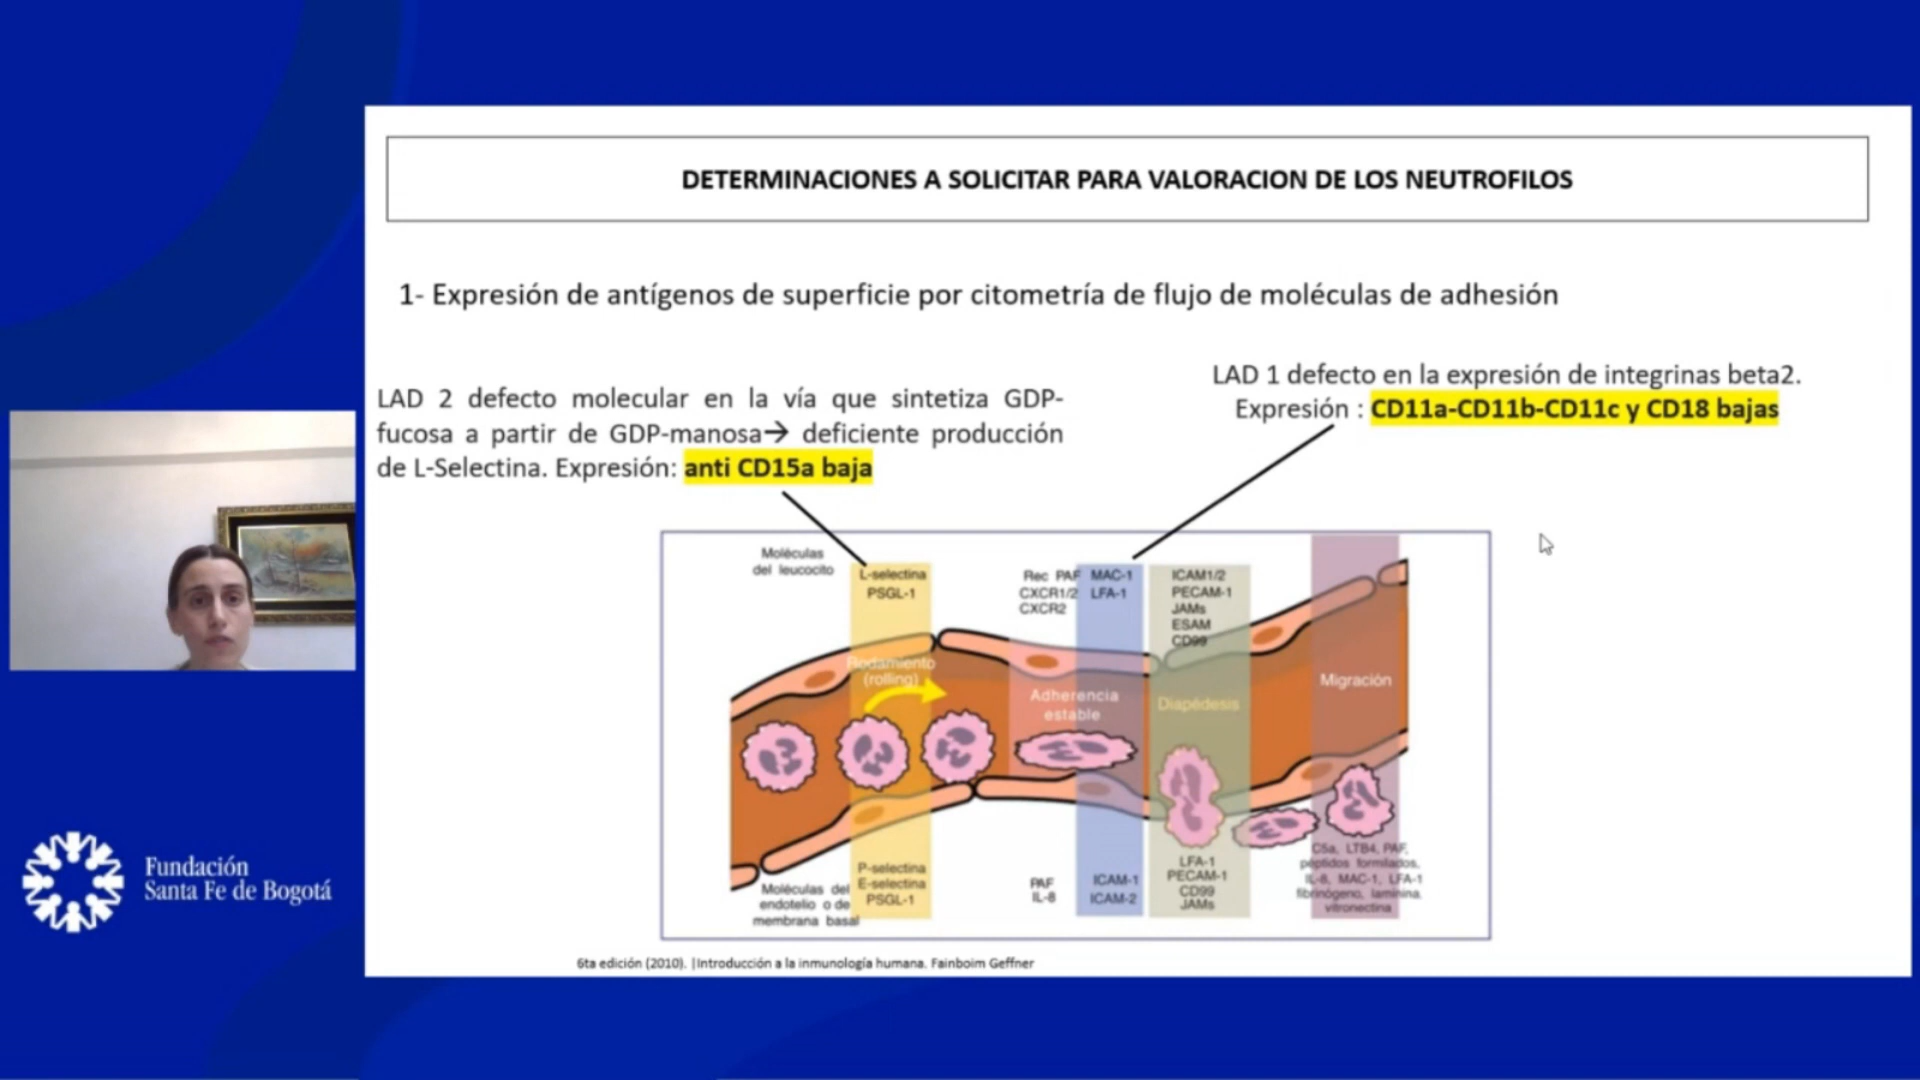 DETERMINACIONES A SOLICITAR PARA VALORACION DE LOS NEUTROFILOS
1- Expresión de antígenos de superficie por citometría de flujo de moléculas de adhesión
LAD 2 defecto molecular en la vía que sintetiza GDP-
fucosa a partir de GDP-manosa→ deficiente producción
de L-Selectina. Expresión: anti CD15a baja
LAD 1 defecto en la expresión de integrinas beta2.
Expresión : CD11a-CD11b-CD11c y CD18 bajas
Moléculas
del leucocito
L-selectina
PSGL-1
Rec PAF
CXCR1/2
CXCR2
MAC-1
LFA-1
ICAM1/2
PECAM-1
JAMs
ESAM
CD99
Rodamiento
(rolling)
Adherencia
estable
Diapédesis
Migración
Moléculas del
endotelio o de
membrana basal
P-selectina
E-selectina
PSGL-1
PAF
IL-8
ICAM-1
ICAM-2
LFA-1
PECAM-1
CD99
JAMs
C5a, LTB4, PAF,
péptidos formilados,
IL-8, MAC-1, LFA-1
fibrinógeno, laminina,
vitronectina
6ta edición (2010). |Introducción a la inmunología humana. Fainboim Geffner
Fundación
Santa Fe de Bogotá